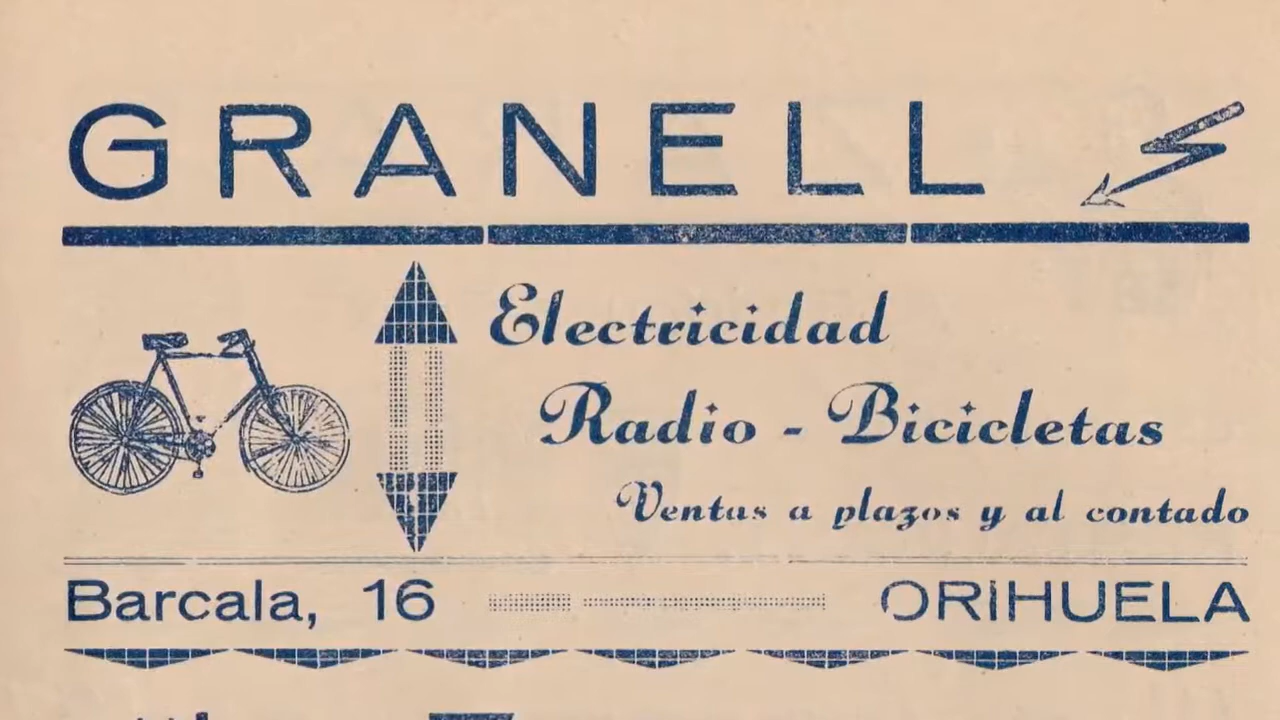 GRANELL
Electricidad
Radio - Bicicletas
Ventas a plazos y al contado
Barcala, 16 ORIHUELA